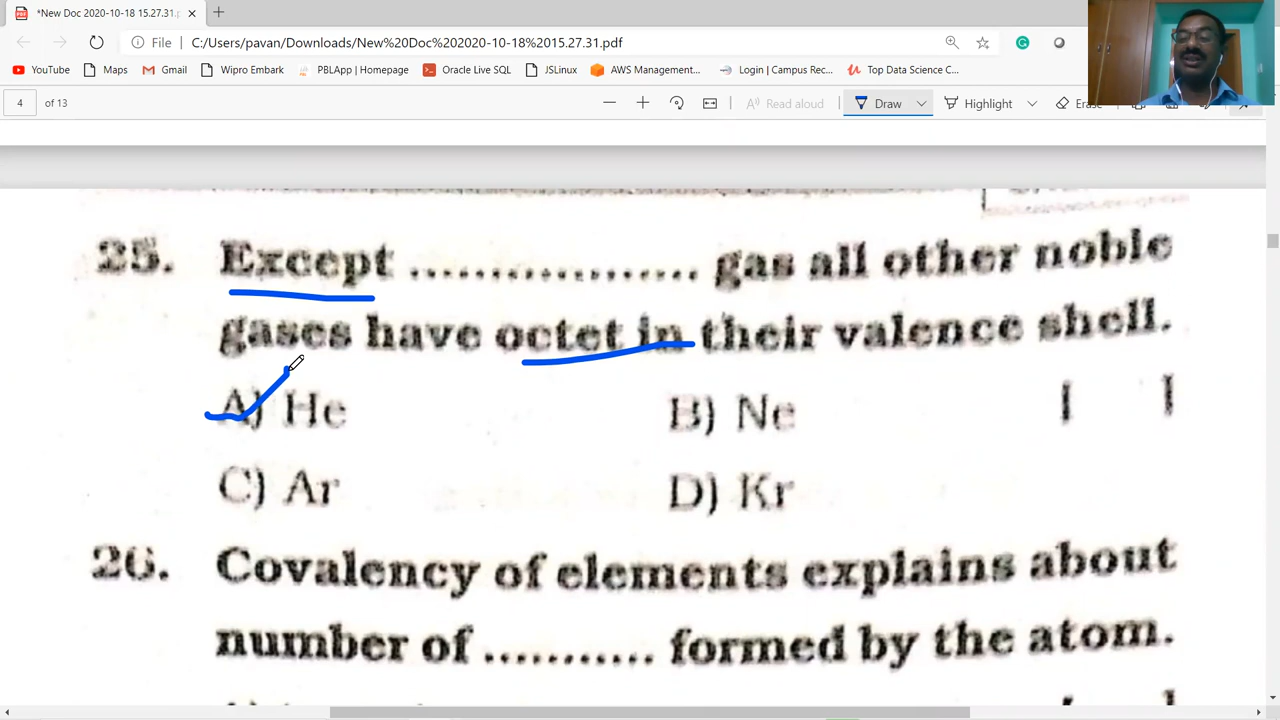 *New Doc 2020-10-18 15.27.31.p
File C:/Users/pavan/Downloads/New%20Doc%202020-10-18%2015.27.31.pdf
YouTube Maps Gmail Wipro Embark PBLApp | Homepage Oracle Live SQL JSLinux AWS Management... Login | Campus Rec... Top Data Science C...
4 of 13 Read aloud Draw Highlight Erase
25. Except .................. gas all other noble
gases have octet in their valence shell.
A) He B) Ne [ ]
C) Ar D) Kr
26. Covalency of elements explains about
number of ........... formed by the atom.